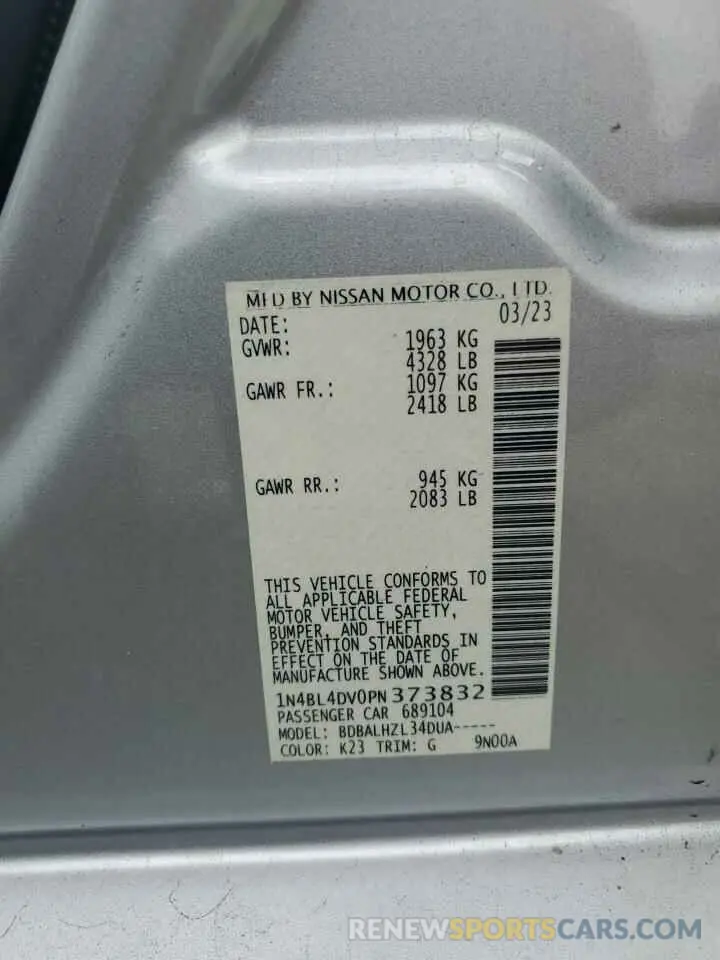 MFD BY NISSAN MOTOR CO., LTD.
DATE: 03/23
GVWR: 1963 KG
4328 LB
GAWR FR.: 1097 KG
2418 LB
GAWR RR.: 945 KG
2083 LB
THIS VEHICLE CONFORMS TO
ALL APPLICABLE FEDERAL
MOTOR VEHICLE SAFETY,
BUMPER, AND THEFT
PREVENTION STANDARDS IN
EFFECT ON THE DATE OF
MANUFACTURE SHOWN ABOVE.
1N4BL4DV0PN373832
PASSENGER CAR 689104
MODEL: BDBALHZL34DUA-----
COLOR: K23 TRIM: G 9N00A
RENEWSPORTSCARS.COM